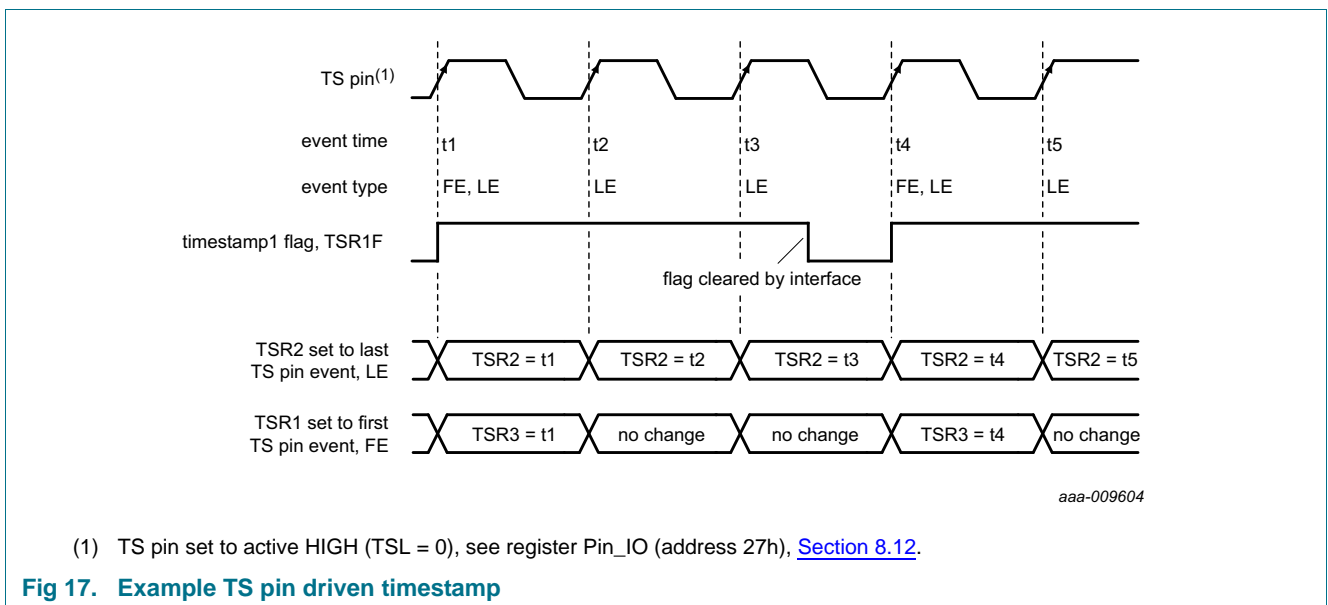 TS pin(1)
event time t1 t2 t3 t4 t5
event type FE, LE LE LE FE, LE LE
timestamp1 flag, TSR1F
flag cleared by interface
TSR2 set to last
TS pin event, LE
TSR2 = t1 TSR2 = t2 TSR2 = t3 TSR2 = t4 TSR2 = t5
TSR1 set to first
TS pin event, FE
TSR3 = t1 no change no change TSR3 = t4 no change
aaa-009604
(1) TS pin set to active HIGH (TSL = 0), see register Pin_IO (address 27h), Section 8.12.
Fig 17. Example TS pin driven timestamp